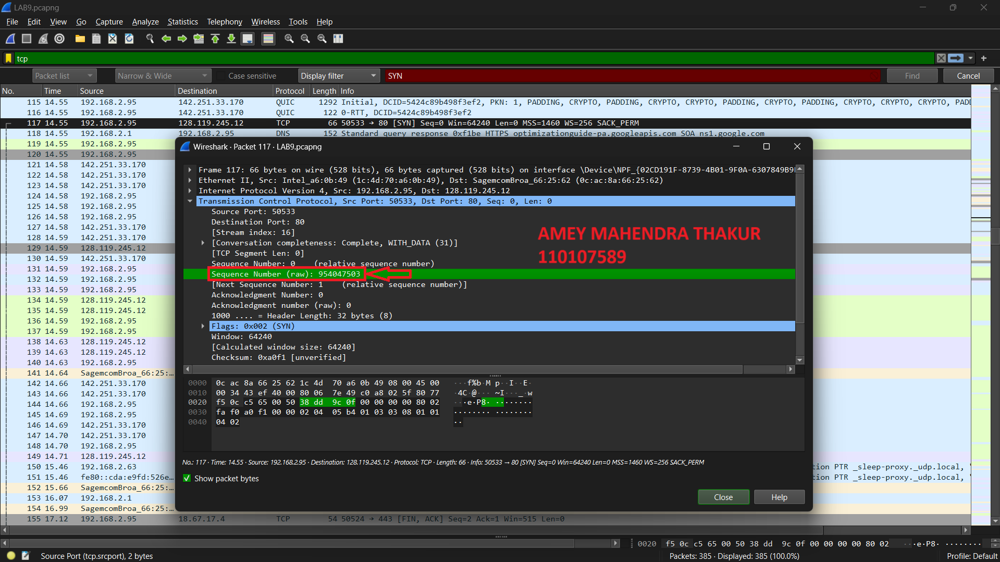 LAB9.pcapng
File Edit View Go Capture Analyze Statistics Telephony Wireless Tools Help
tcp
Packet list Narrow & Wide Case sensitive Display filter SYN Find Cancel
No. Time Source Destination Protocol Length Info
115 14.55 192.168.2.95 142.251.33.170 QUIC 1292 Initial, DCID=5424c89b498f3ef2, PKN: 1, PADDING, CRYPTO, PADDING, CRYPTO, CRYPTO, PADDING, CRYPTO, PADDING, CRYPTO, CRYPTO, CRYPTO, PADD
116 14.55 192.168.2.95 142.251.33.170 QUIC 122 0-RTT, DCID=5424c89b498f3ef2
117 14.55 192.168.2.95 128.119.245.12 TCP 66 50533 → 80 [SYN] Seq=0 Win=64240 Len=0 MSS=1460 WS=256 SACK_PERM
118 14.55 192.168.2.1 192.168.2.95 DNS 152 Standard query response 0xf1be HTTPS optimizationguide-pa.googleapis.com SOA ns1.google.com
119 14.55 192.168.2.95
120 14.55 192.168.2.95
121 14.58 142.251.33.170
122 14.58 142.251.33.170
123 14.58 142.251.33.170
124 14.58 192.168.2.95
125 14.58 192.168.2.95
126 14.58 192.168.2.95
127 14.58 142.251.33.170
128 14.59 142.251.33.170
129 14.59 128.119.245.12
130 14.59 142.251.33.170
131 14.59 192.168.2.95
132 14.59 192.168.2.95
133 14.59 192.168.2.95
134 14.59 128.119.245.12
135 14.59 128.119.245.12
136 14.59 192.168.2.95
137 14.59 192.168.2.95
138 14.63 128.119.245.12
139 14.63 128.119.245.12
140 14.63 192.168.2.95
141 14.64 SagemcomBroa_66:25:…
142 14.66 142.251.33.170
143 14.66 142.251.33.170
144 14.66 192.168.2.95
145 14.69 192.168.2.95
146 14.69 142.251.33.170
147 14.70 142.251.33.170
148 14.70 192.168.2.95
149 14.71 128.119.245.12
150 15.46 192.168.2.63 tion PTR _sleep-proxy._udp.local, "
151 15.46 fe80::cda:e9fd:526e… tion PTR _sleep-proxy._udp.local, "
152 15.66 SagemcomBroa_66:25:…
153 16.07 192.168.2.1
154 16.99 SagemcomBroa_66:25:…
155 17.12 192.168.2.95 18.67.17.4 TCP 54 50524 → 443 [FIN, ACK] Seq=2 Ack=1 Win=515 Len=0
Wireshark · Packet 117 · LAB9.pcapng
Frame 117: 66 bytes on wire (528 bits), 66 bytes captured (528 bits) on interface \Device\NPF_{02CD191F-8739-4B01-9F0A-6307849B9
Ethernet II, Src: Intel_a6:0b:49 (1c:4d:70:a6:0b:49), Dst: SagemcomBroa_66:25:62 (0c:ac:8a:66:25:62)
Internet Protocol Version 4, Src: 192.168.2.95, Dst: 128.119.245.12
Transmission Control Protocol, Src Port: 50533, Dst Port: 80, Seq: 0, Len: 0
Source Port: 50533
Destination Port: 80
[Stream index: 16]
[Conversation completeness: Complete, WITH_DATA (31)]
[TCP Segment Len: 0]
Sequence Number: 0 (relative sequence number)
Sequence Number (raw): 954047503
[Next Sequence Number: 1 (relative sequence number)]
Acknowledgment Number: 0
Acknowledgment number (raw): 0
1000 .... = Header Length: 32 bytes (8)
Flags: 0x002 (SYN)
Window: 64240
[Calculated window size: 64240]
Checksum: 0xa0f1 [unverified]
AMEY MAHENDRA THAKUR
110107589
0000 0c ac 8a 66 25 62 1c 4d 70 a6 0b 49 08 00 45 00 ···f%b·M p··I··E·
0010 00 34 43 ef 40 00 80 06 7e 49 c0 a8 02 5f 80 77 ·4C·@··· ~I···_·w
0020 f5 0c c5 65 00 50 38 dd 9c 0f 00 00 00 00 80 02 ···e·P8· ········
0030 fa f0 a0 f1 00 00 02 04 05 b4 01 03 03 08 01 01 ········ ········
0040 04 02 ··
No.: 117 · Time: 14.55 · Source: 192.168.2.95 · Destination: 128.119.245.12 · Protocol: TCP · Length: 66 · Info: 50533 → 80 [SYN] Seq=0 Win=64240 Len=0 MSS=1460 WS=256 SACK_PERM
Show packet bytes
Close Help
0020 f5 0c c5 65 00 50 38 dd 9c 0f 00 00 00 00 80 02 ···e·P8· ········
Source Port (tcp.srcport), 2 bytes Packets: 385 · Displayed: 385 (100.0%) Profile: Default